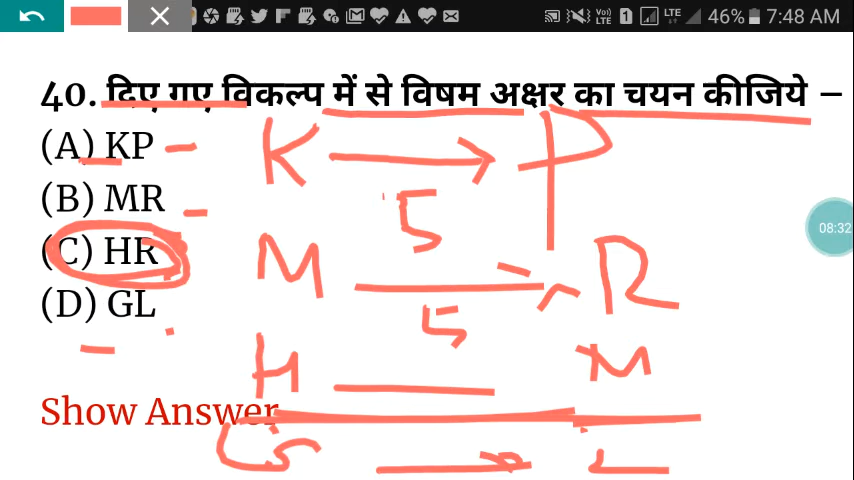 46% 7:48 AM
40. दिए गए विकल्प में से विषम अक्षर का चयन कीजिये –
(A) KP
K P
(B) MR
5
08:32
(C) HR
M R
(D) GL
5
H M
Show Answer
G L